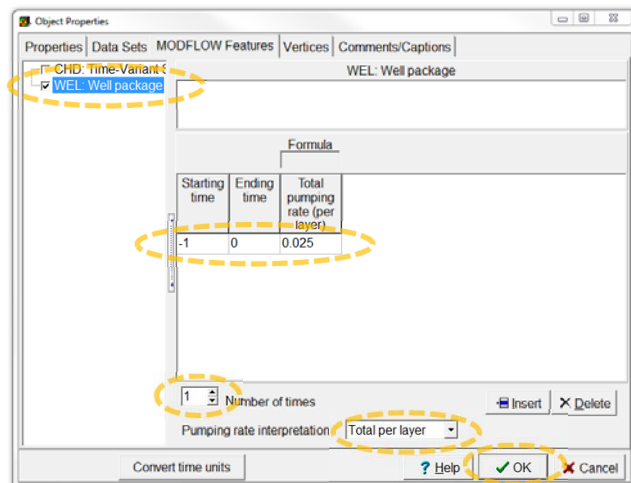 Object Properties
Properties Data Sets MODFLOW Features Vertices Comments/Captions
CHD: Time-Variant S
WEL: Well package
WEL: Well package
Formula
Starting time Ending time Total pumping rate (per layer)
-1 0 0.025
1 Number of times
Insert Delete
Pumping rate interpretation Total per layer
Convert time units ? Help OK Cancel